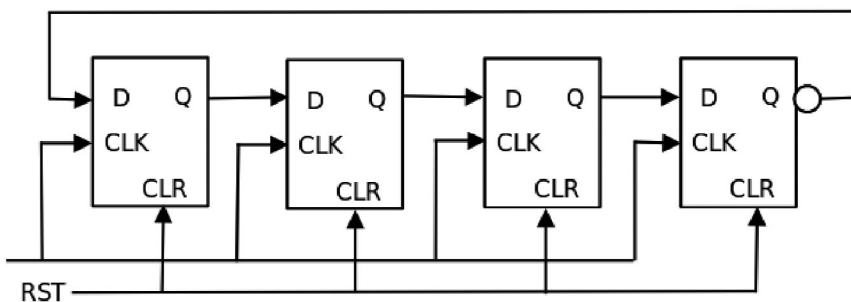 D Q D Q D Q D Q
CLK CLK CLK CLK
CLR CLR CLR CLR
RST